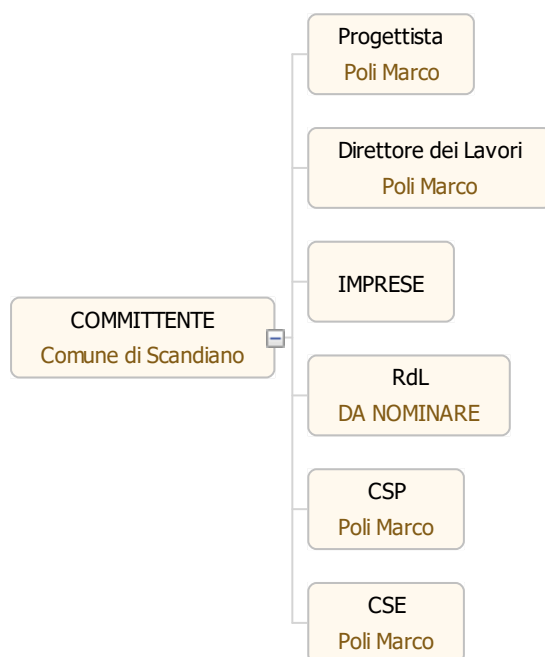 Progettista
Poli Marco
Direttore dei Lavori
Poli Marco
IMPRESE
COMMITTENTE
Comune di Scandiano
RdL
DA NOMINARE
CSP
Poli Marco
CSE
Poli Marco